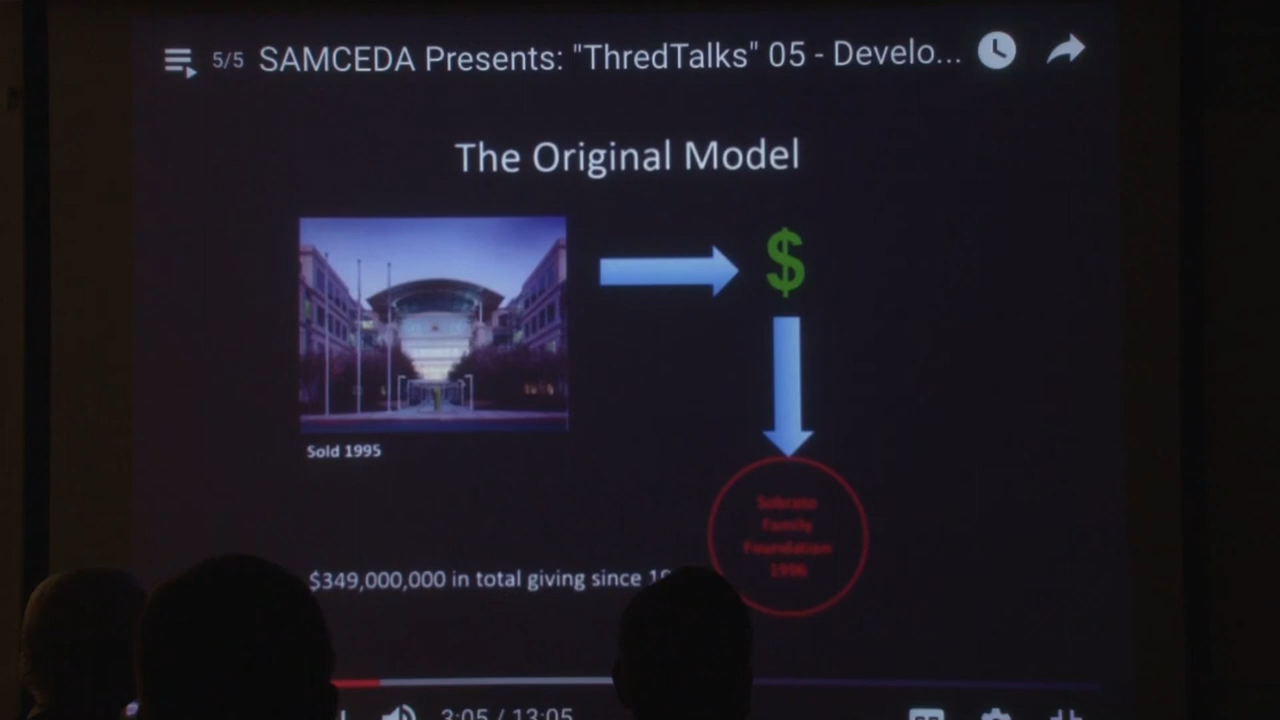 5/5 SAMCEDA Presents: "ThredTalks" 05 - Develo...
The Original Model
$
Sold 1995
Sobrato
Family
Foundation
1996
$349,000,000 in total giving since 19
3:05 / 13:05